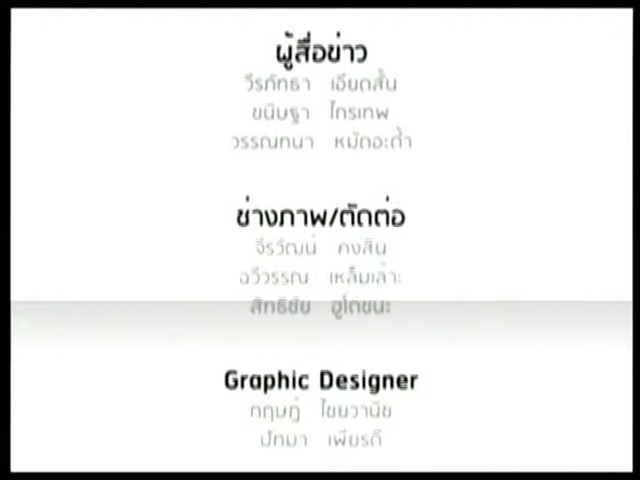 ผู้สื่อข่าว
วีรภัทธา เอียดสั้น
ขนิษฐา ไกรเทพ
วรรณทนา หมัดอะดั้ม
ช่างภาพ/ตัดต่อ
จีรวัฒน์ คงสิน
ฉวีวรรณ เหล็มเล๊าะ
สิทธิชัย อูโตชนะ
Graphic Designer
กฤษฎ์ ไชยวานิช
ปัทมา เพียรดี